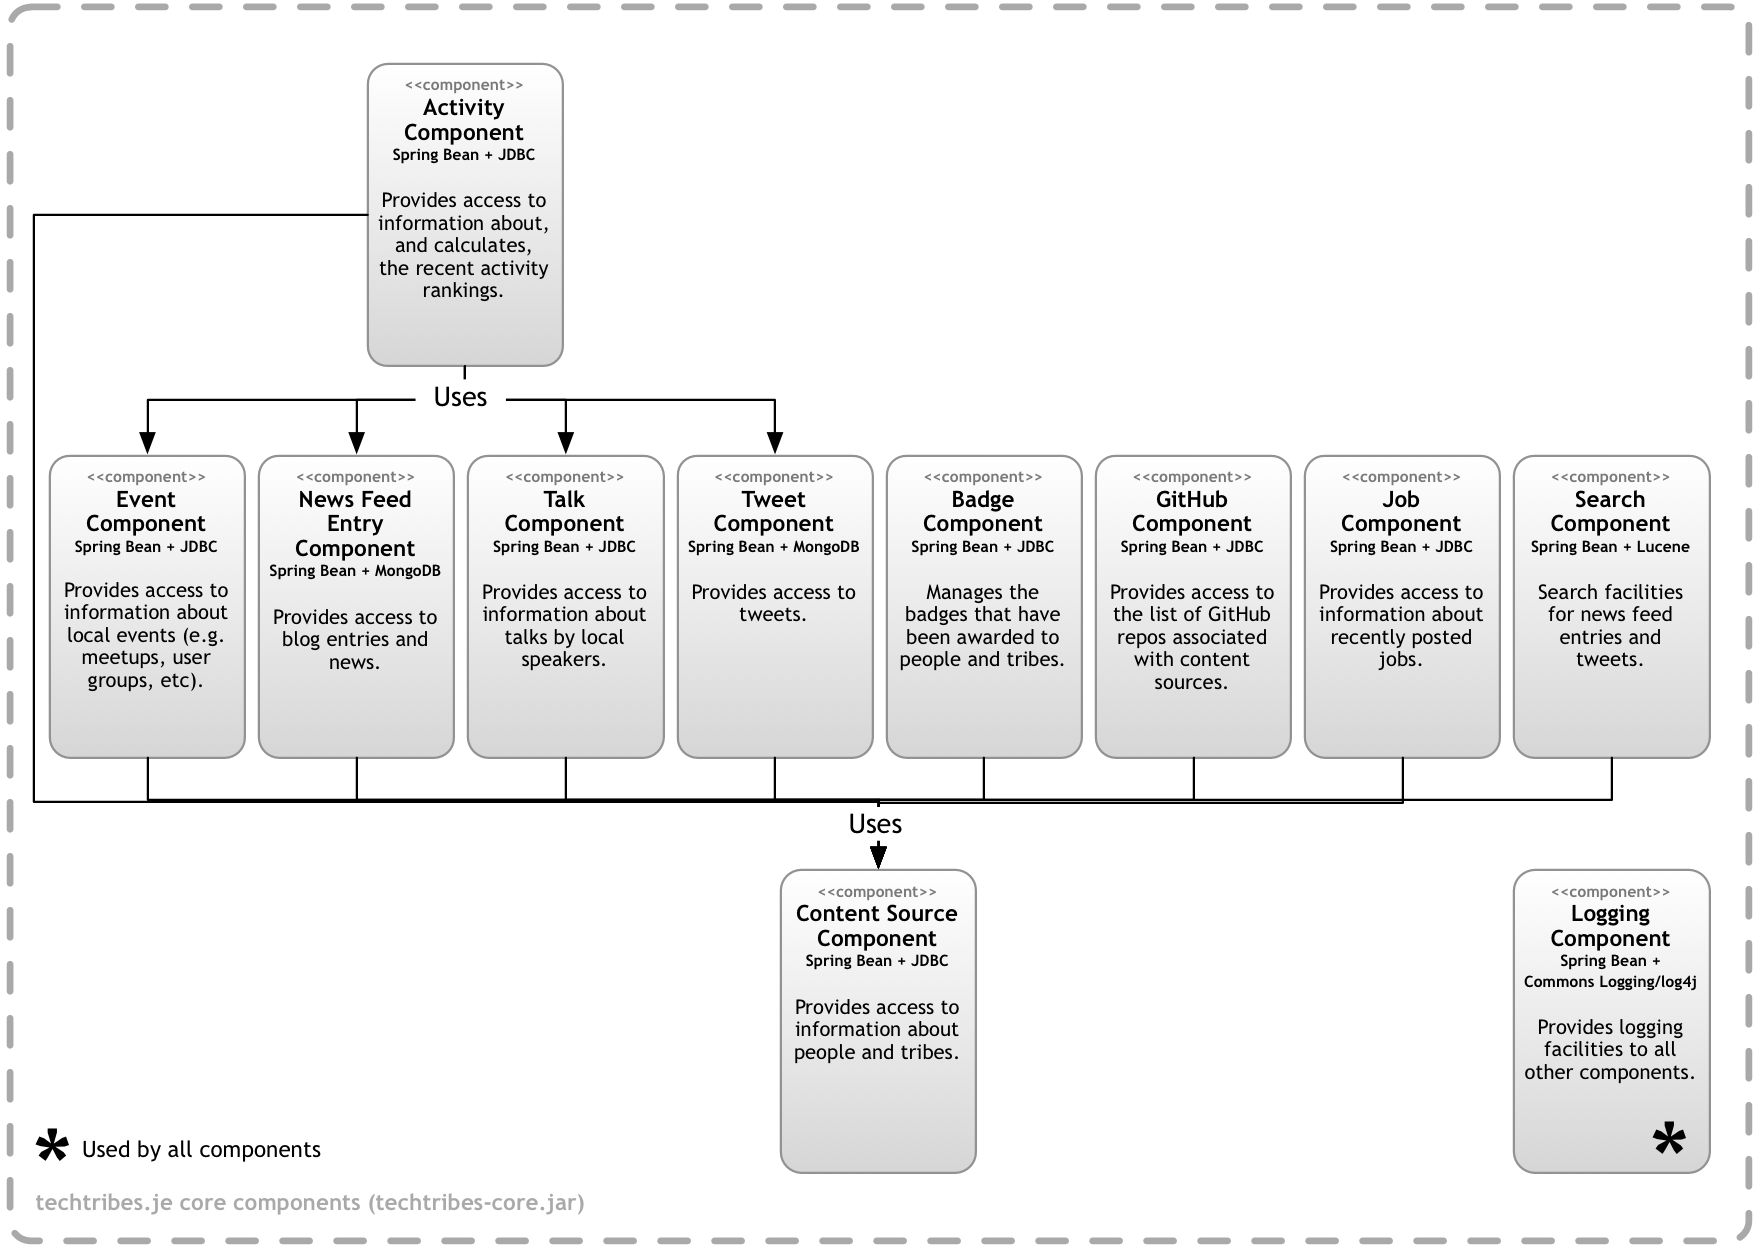 <<component>>
Activity
Component
Spring Bean + JDBC
Provides access to
information about,
and calculates,
the recent activity
rankings.
Uses
<<component>>
Event
Component
Spring Bean + JDBC
Provides access to
information about
local events (e.g.
meetups, user
groups, etc).
<<component>>
News Feed
Entry
Component
Spring Bean + MongoDB
Provides access to
blog entries and
news.
<<component>>
Talk
Component
Spring Bean + JDBC
Provides access to
information about
talks by local
speakers.
<<component>>
Tweet
Component
Spring Bean + MongoDB
Provides access to
tweets.
<<component>>
Badge
Component
Spring Bean + JDBC
Manages the
badges that have
been awarded to
people and tribes.
<<component>>
GitHub
Component
Spring Bean + JDBC
Provides access to
the list of GitHub
repos associated
with content
sources.
<<component>>
Job
Component
Spring Bean + JDBC
Provides access to
information about
recently posted
jobs.
<<component>>
Search
Component
Spring Bean + Lucene
Search facilities
for news feed
entries and
tweets.
Uses
<<component>>
Content Source
Component
Spring Bean + JDBC
Provides access to
information about
people and tribes.
<<component>>
Logging
Component
Spring Bean +
Commons Logging/log4j
Provides logging
facilities to all
other components.
*
* Used by all components
techtribes.je core components (techtribes-core.jar)